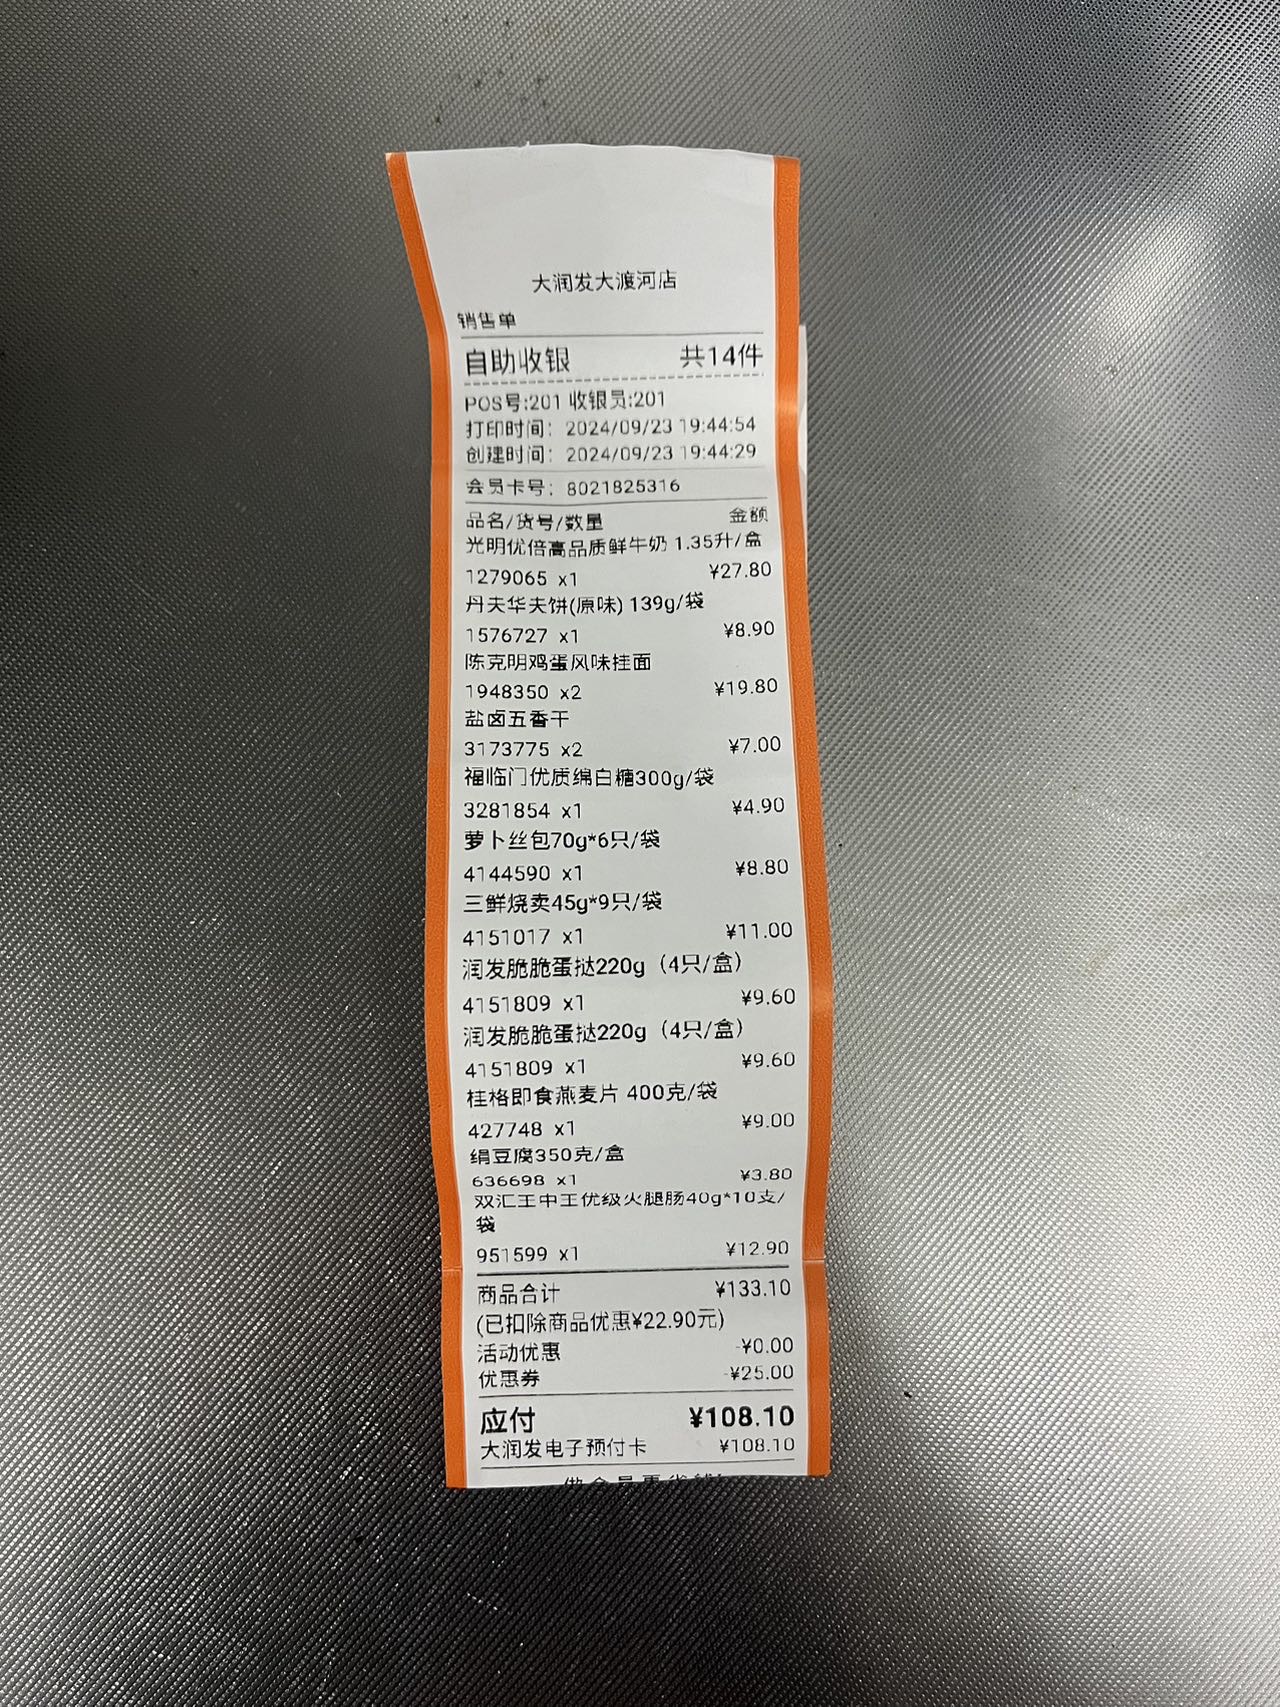 大润发大渡河店
销售单
自助收银 共14件
POS号:201 收银员:201
打印时间： 2024/09/23 19:44:54
创建时间： 2024/09/23 19:44:29
会员卡号： 8021825316
品名/货号/数量 金额
光明优倍高品质鲜牛奶 1.35升/盒
1279065 x1 ¥27.80
丹夫华夫饼(原味) 139g/袋
1576727 x1 ¥8.90
陈克明鸡蛋风味挂面
1948350 x2 ¥19.80
盐卤五香干
3173775 x2 ¥7.00
福临门优质绵白糖300g/袋
3281854 x1 ¥4.90
萝卜丝包70g*6只/袋
4144590 x1 ¥8.80
三鲜烧卖45g*9只/袋
4151017 x1 ¥11.00
润发脆脆蛋挞220g（4只/盒）
4151809 x1 ¥9.60
润发脆脆蛋挞220g（4只/盒）
4151809 x1 ¥9.60
桂格即食燕麦片 400克/袋
427748 x1 ¥9.00
绢豆腐350克/盒
636698 x1 ¥3.80
双汇王中王优级火腿肠40g*10支/
袋
951599 x1 ¥12.90
商品合计 ¥133.10
(已扣除商品优惠¥22.90元)
活动优惠 -¥0.00
优惠券 -¥25.00
应付 ¥108.10
大润发电子预付卡 ¥108.10